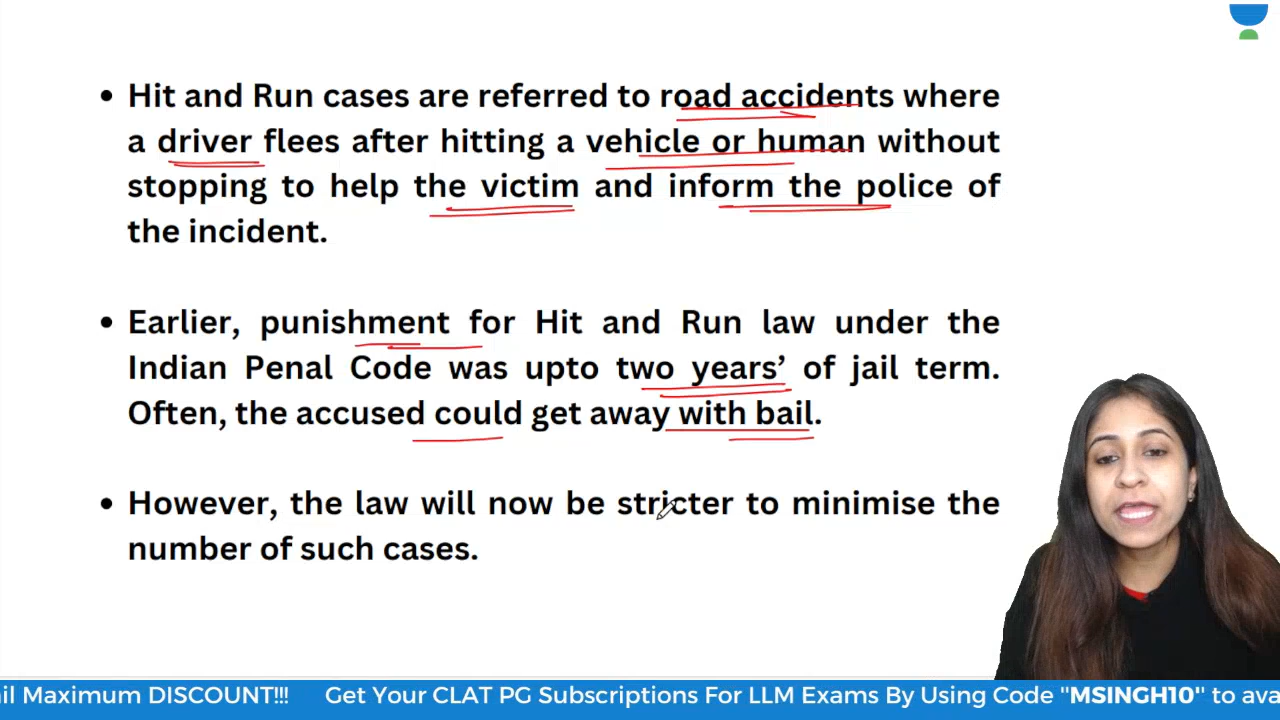 • Hit and Run cases are referred to road accidents where
a driver flees after hitting a vehicle or human without
stopping to help the victim and inform the police of
the incident.
• Earlier, punishment for Hit and Run law under the
Indian Penal Code was upto two years’ of jail term.
Often, the accused could get away with bail.
• However, the law will now be stricter to minimise the
number of such cases.
il Maximum DISCOUNT!!! Get Your CLAT PG Subscriptions For LLM Exams By Using Code "MSINGH10" to ava